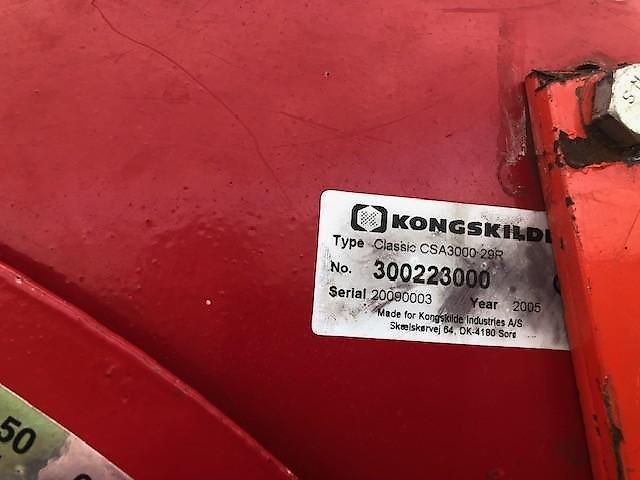 KONGSKILDE
Type Classic CSA3000-29R
No. 300223000
Serial 20090003 Year 2005
Made for Kongskilde Industries A/S
Skælskørvej 64, DK-4180 Sorø
50